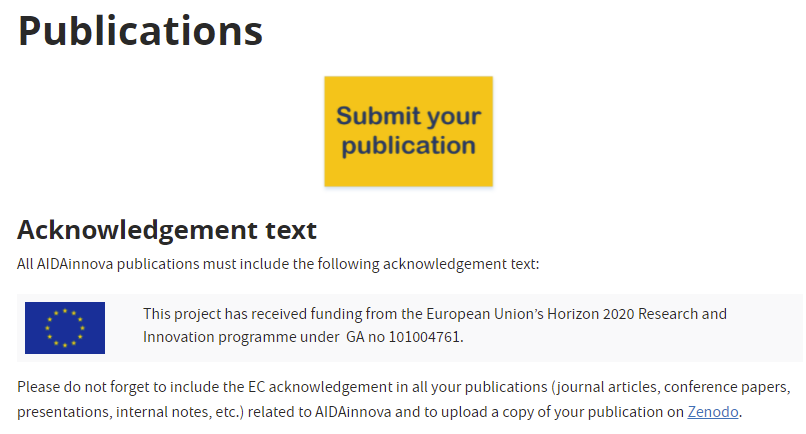 Publications
Submit your
publication
Acknowledgement text
All AIDAinnova publications must include the following acknowledgement text:
This project has received funding from the European Union’s Horizon 2020 Research and
Innovation programme under  GA no 101004761.
Please do not forget to include the EC acknowledgement in all your publications (journal articles, conference papers,
presentations, internal notes, etc.) related to AIDAinnova and to upload a copy of your publication on Zenodo.